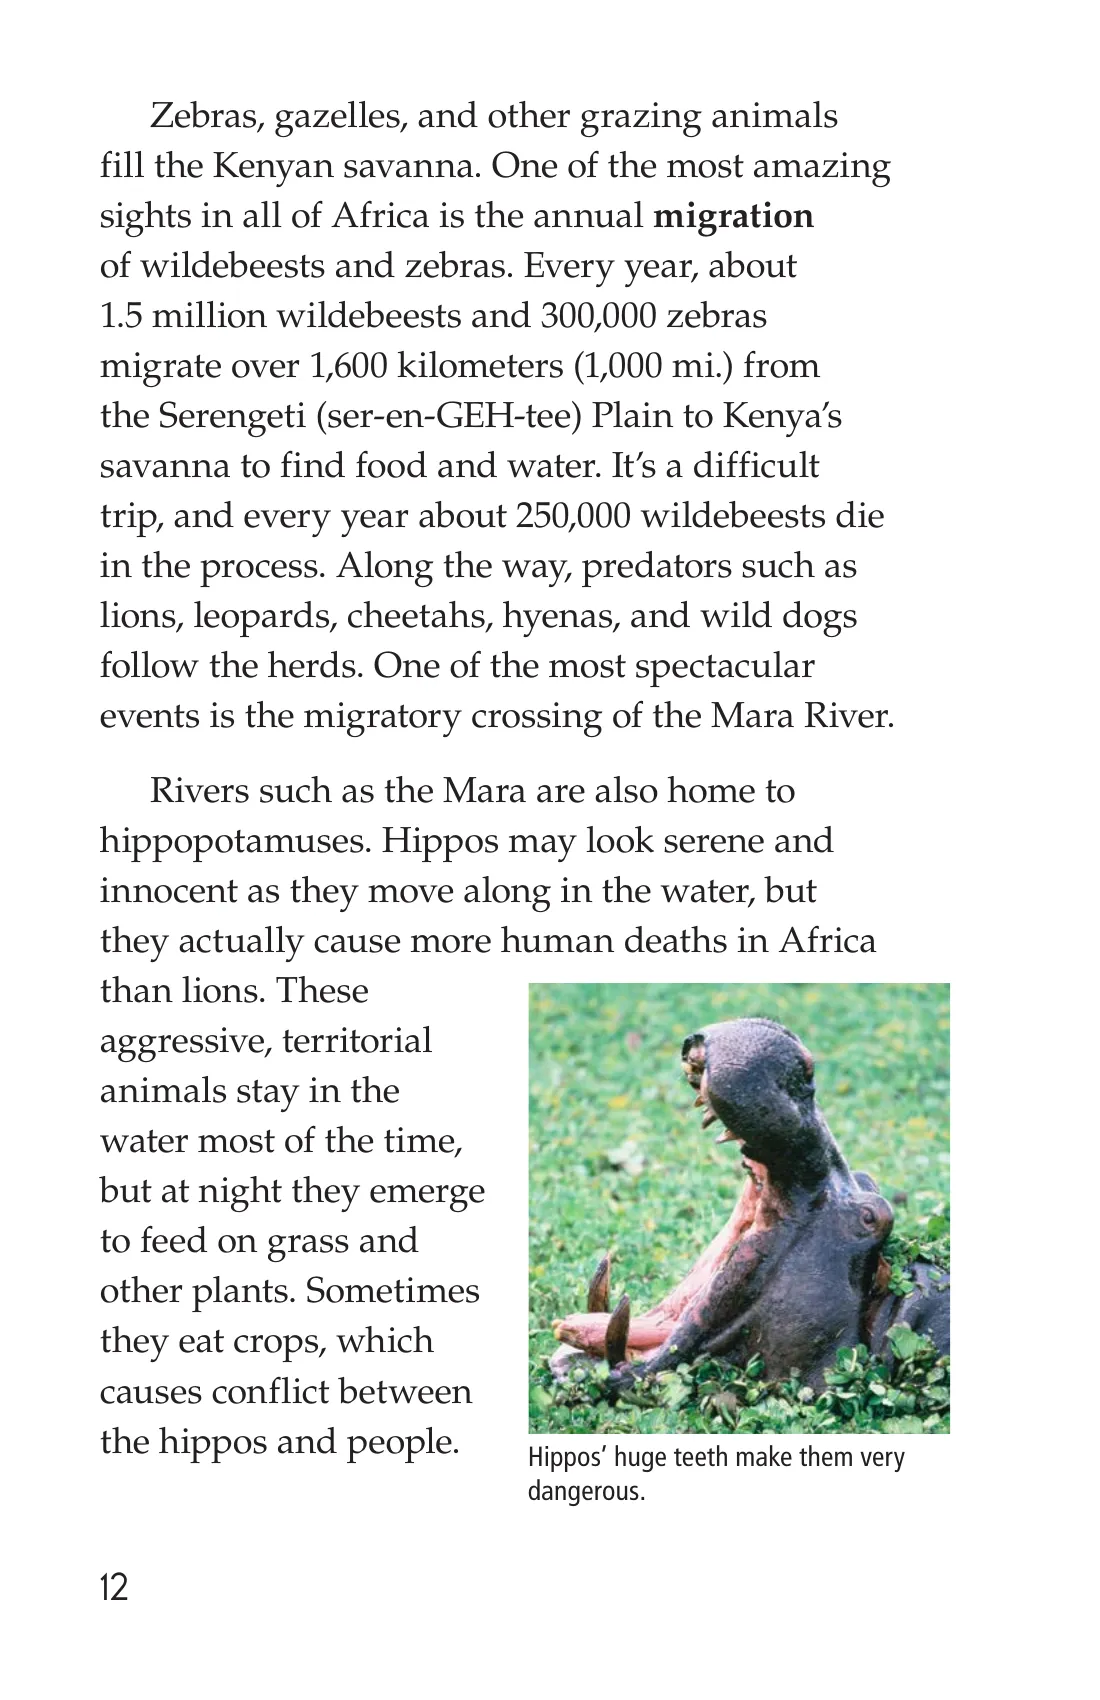 Zebras, gazelles, and other grazing animals
fill the Kenyan savanna. One of the most amazing
sights in all of Africa is the annual migration
of wildebeests and zebras. Every year, about
1.5 million wildebeests and 300,000 zebras
migrate over 1,600 kilometers (1,000 mi.) from
the Serengeti (ser-en-GEH-tee) Plain to Kenya’s
savanna to find food and water. It’s a difficult
trip, and every year about 250,000 wildebeests die
in the process. Along the way, predators such as
lions, leopards, cheetahs, hyenas, and wild dogs
follow the herds. One of the most spectacular
events is the migratory crossing of the Mara River.
Rivers such as the Mara are also home to
hippopotamuses. Hippos may look serene and
innocent as they move along in the water, but
they actually cause more human deaths in Africa
than lions. These
aggressive, territorial
animals stay in the
water most of the time,
but at night they emerge
to feed on grass and
other plants. Sometimes
they eat crops, which
causes conflict between
the hippos and people.
Hippos’ huge teeth make them very
dangerous.
12